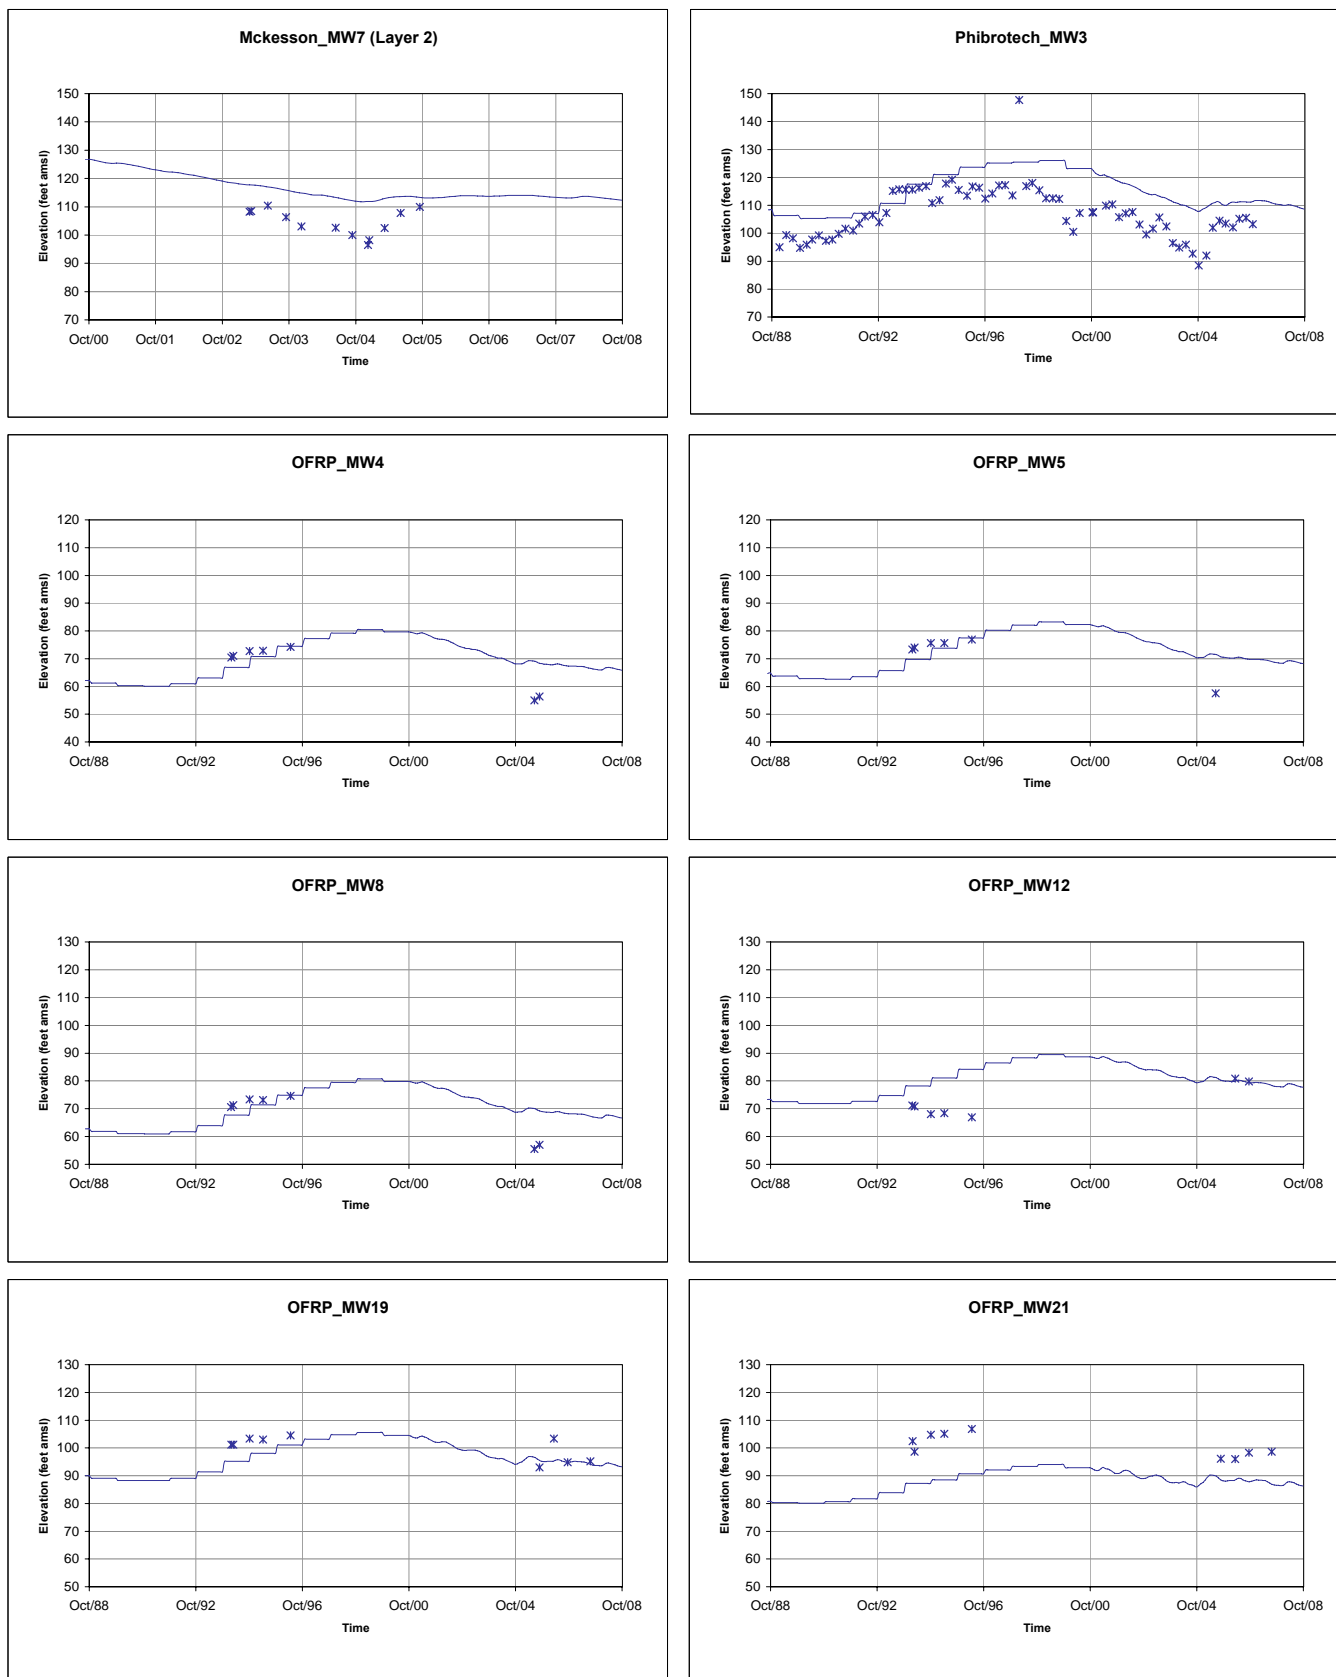 Mckesson_MW7 (Layer 2)
150
140
130
120
110
100
90
80
70
Elevation (feet amsl)
Oct/00 Oct/01 Oct/02 Oct/03 Oct/04 Oct/05 Oct/06 Oct/07 Oct/08
Time
Phibrotech_MW3
150
140
130
120
110
100
90
80
70
Elevation (feet amsl)
Oct/88 Oct/92 Oct/96 Oct/00 Oct/04 Oct/08
Time
OFRP_MW4
120
110
100
90
80
70
60
50
40
Elevation (feet amsl)
Oct/88 Oct/92 Oct/96 Oct/00 Oct/04 Oct/08
Time
OFRP_MW5
120
110
100
90
80
70
60
50
40
Elevation (feet amsl)
Oct/88 Oct/92 Oct/96 Oct/00 Oct/04 Oct/08
Time
OFRP_MW8
130
120
110
100
90
80
70
60
50
Elevation (feet amsl)
Oct/88 Oct/92 Oct/96 Oct/00 Oct/04 Oct/08
Time
OFRP_MW12
130
120
110
100
90
80
70
60
50
Elevation (feet amsl)
Oct/88 Oct/92 Oct/96 Oct/00 Oct/04 Oct/08
Time
OFRP_MW19
130
120
110
100
90
80
70
60
50
Elevation (feet amsl)
Oct/88 Oct/92 Oct/96 Oct/00 Oct/04 Oct/08
Time
OFRP_MW21
130
120
110
100
90
80
70
60
50
Elevation (feet amsl)
Oct/88 Oct/92 Oct/96 Oct/00 Oct/04 Oct/08
Time